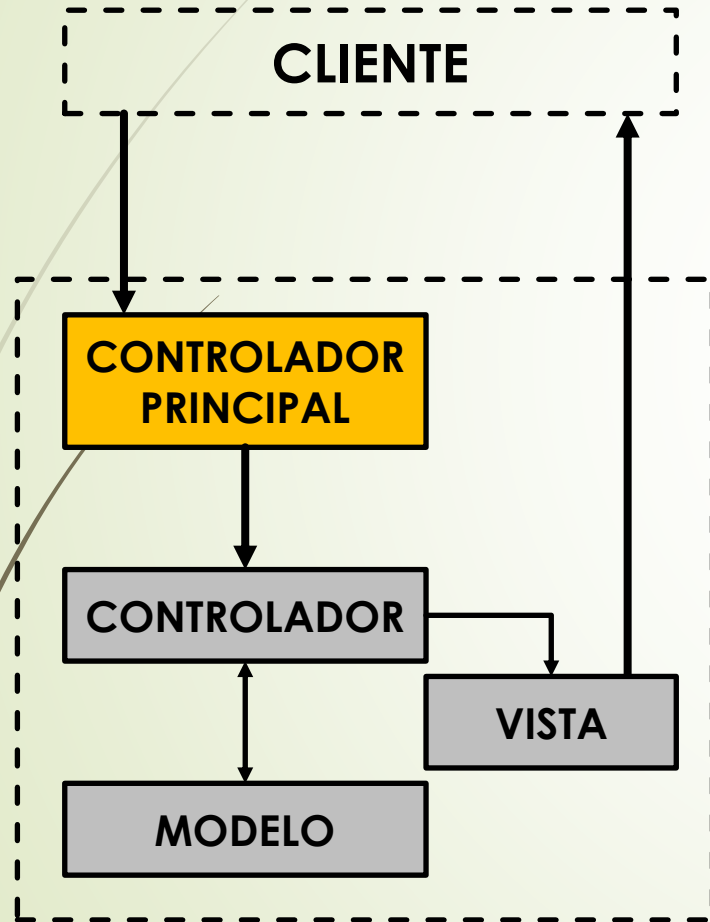 CLIENTE
CONTROLADOR
PRINCIPAL
CONTROLADOR
VISTA
MODELO